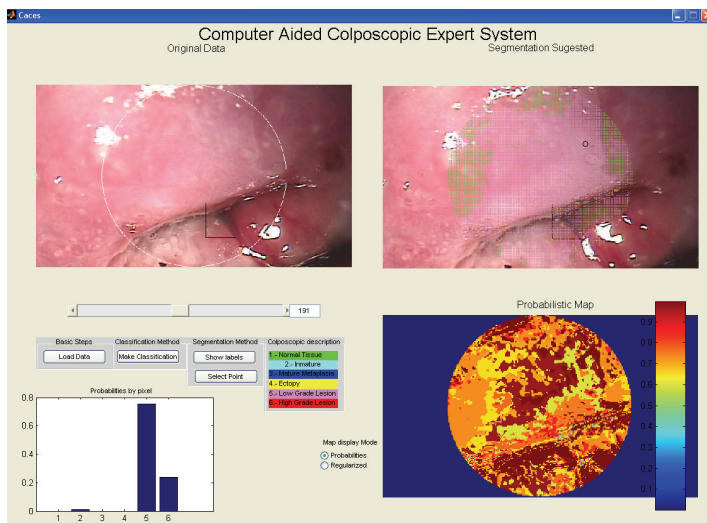 Caces
Computer Aided Colposcopic Expert System
Original Data
Segmentation Sugested
191
Basic Steps
Load Data
Classification Method
Make Classification
Segmentation Method
Show labels
Select Point
Colposcopic description
1.- Normal Tissue
2.- Inmature
3.- Mature Metaplasia
4.- Ectopy
5.- Low Grade Lesion
6.- High Grade Lesion
Probabilities by pixel
0.8
0.6
0.4
0.2
0
1 2 3 4 5 6
Map display Mode
Probabilities
Regularized
Probabilistic Map
0.9
0.8
0.7
0.6
0.5
0.4
0.3
0.2
0.1